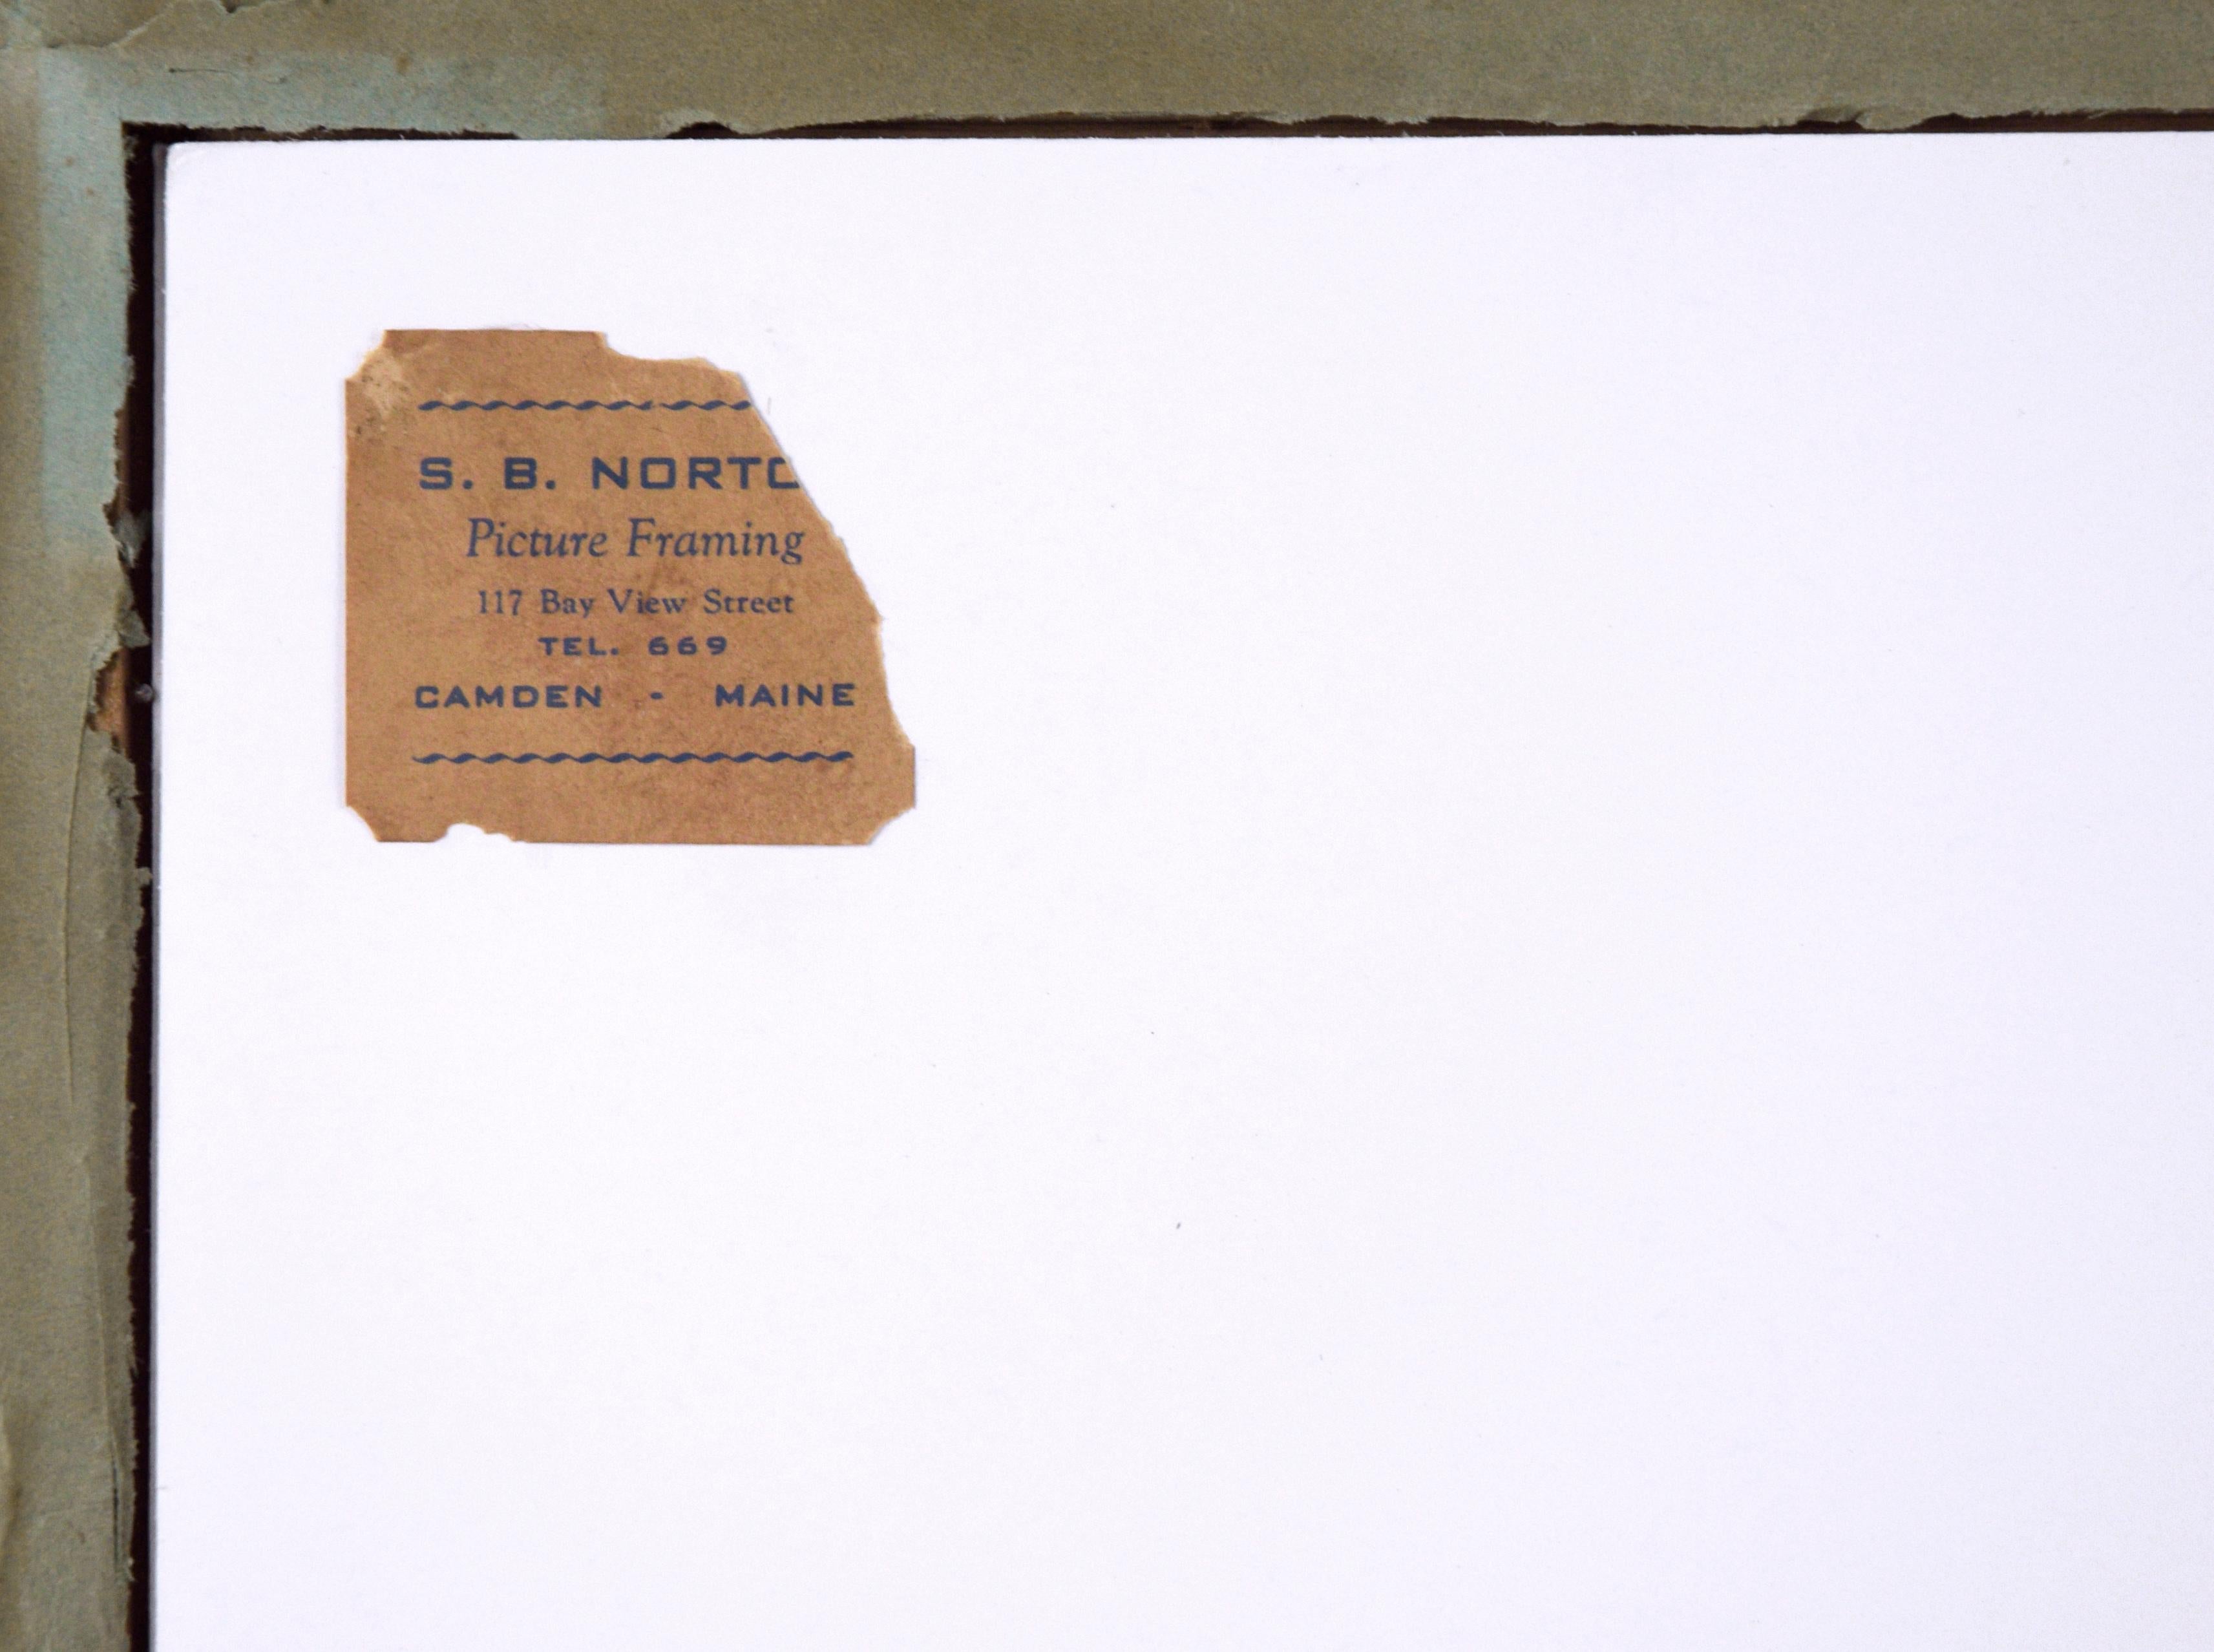 S. B. NORTO
Picture Framing
117 Bay View Street
TEL. 669
CAMDEN - MAINE